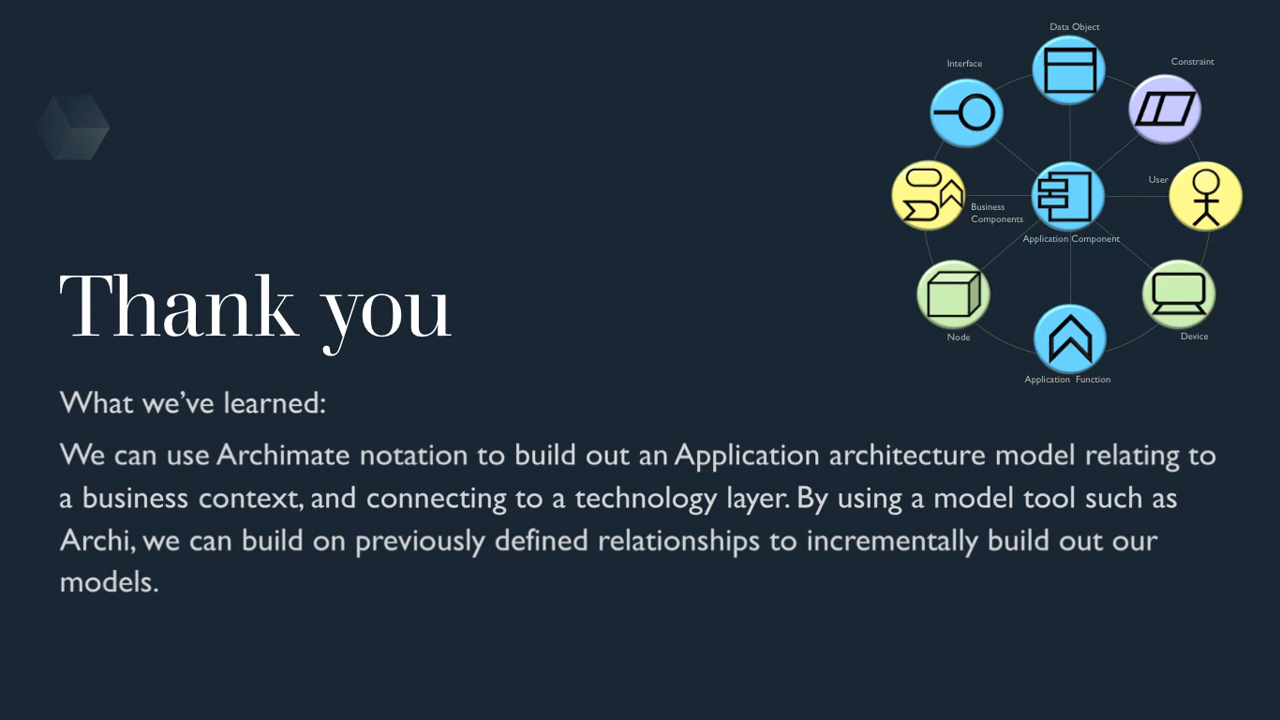 Data Object
Interface
Constraint
User
Business
Components
Application Component
Node
Device
Application Function
Thank you
What we’ve learned:
We can use Archimate notation to build out an Application architecture model relating to
a business context, and connecting to a technology layer. By using a model tool such as
Archi, we can build on previously defined relationships to incrementally build out our
models.